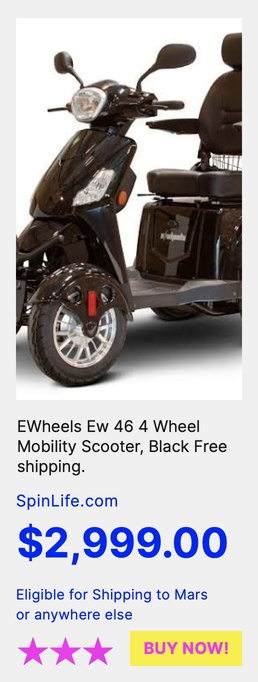 EWheels Ew 46 4 Wheel
Mobility Scooter, Black Free
shipping.
SpinLife.com
$2,999.00
Eligible for Shipping to Mars
or anywhere else
BUY NOW!